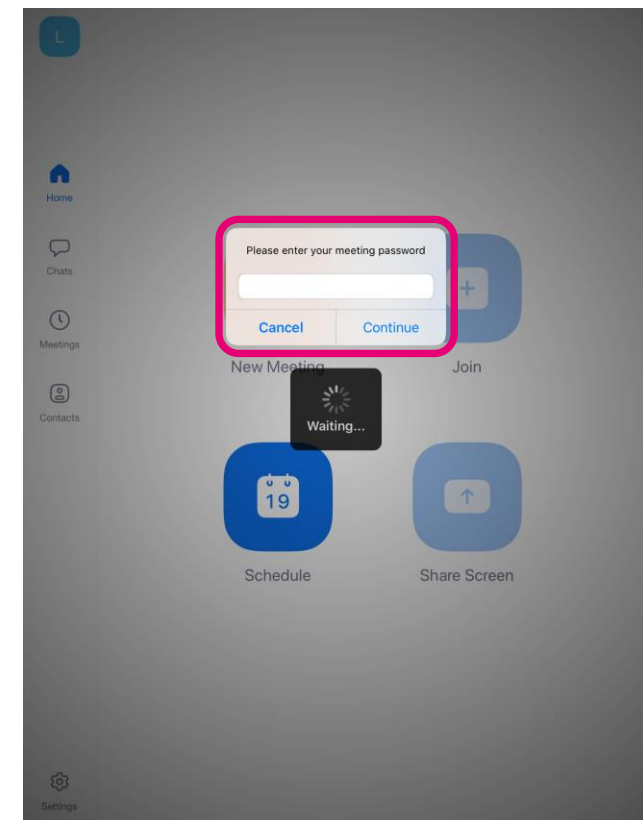 L
Home
Chats
Meetings
Contacts
Please enter your meeting password
Cancel Continue
New Meeting Join
Waiting...
19
Schedule Share Screen
Settings